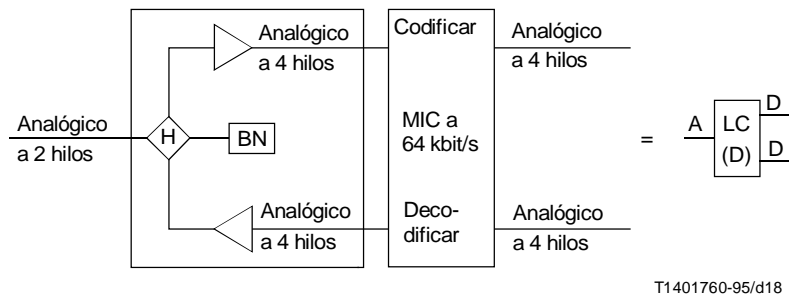 Analógico
a 2 hilos
H
BN
Analógico
a 4 hilos
Analógico
a 4 hilos
Codificar
MIC a
64 kbit/s
Deco-
dificar
Analógico
a 4 hilos
Analógico
a 4 hilos
=
A
LC
(D)
D
D
T1401760-95/d18